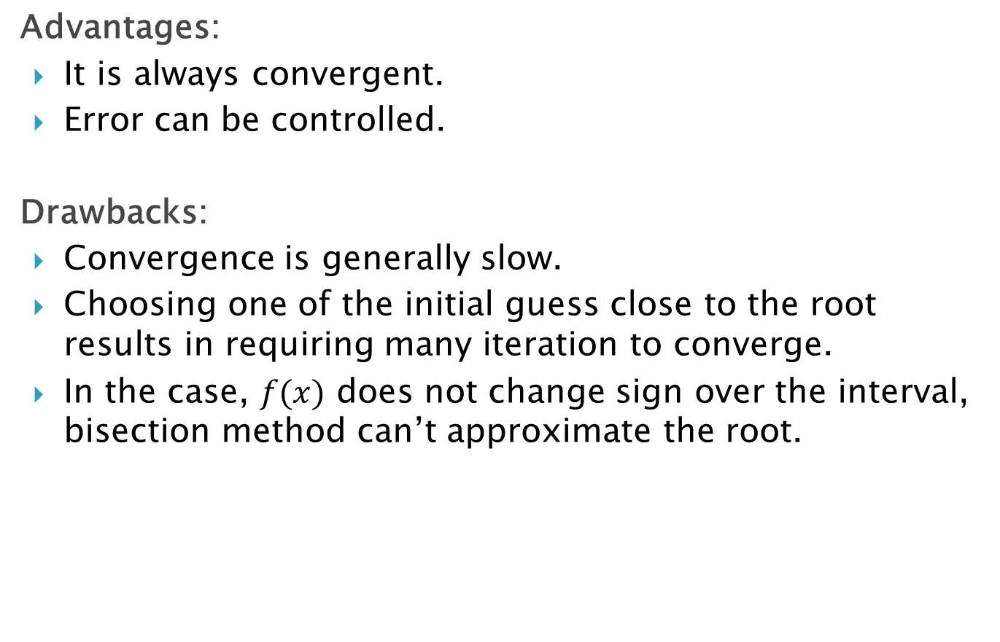 Advantages:
It is always convergent.
Error can be controlled.
Drawbacks:
Convergence is generally slow.
Choosing one of the initial guess close to the root
results in requiring many iteration to converge.
In the case, f(x) does not change sign over the interval,
bisection method can’t approximate the root.